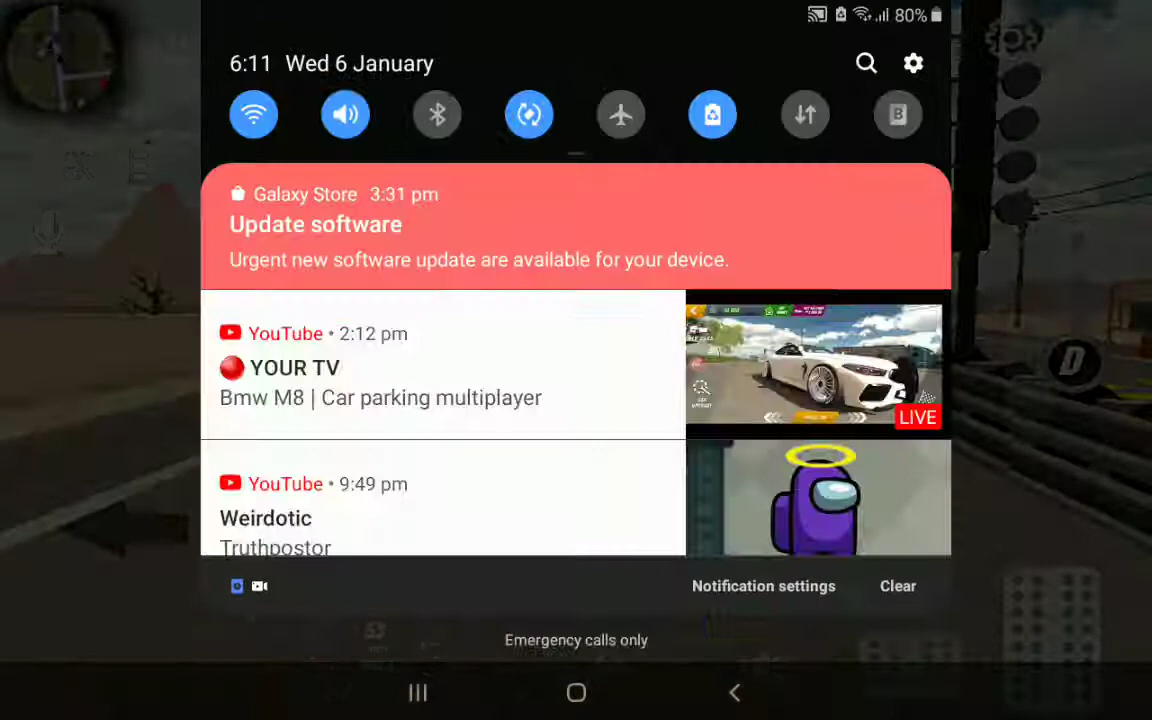 80%
6:11 Wed 6 January
Galaxy Store 3:31 pm
Update software
Urgent new software update are available for your device.
YouTube • 2:12 pm
YOUR TV
Bmw M8 | Car parking multiplayer
LIVE
YouTube • 9:49 pm
Weirdotic
Truthpostor
Notification settings Clear
Emergency calls only
D